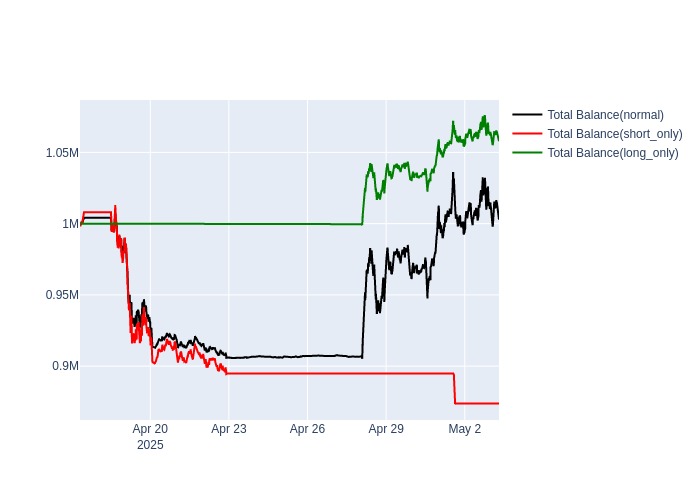 Total Balance(normal)
Total Balance(short_only)
Total Balance(long_only)
1.05M
1M
0.95M
0.9M
Apr 20
2025
Apr 23
Apr 26
Apr 29
May 2